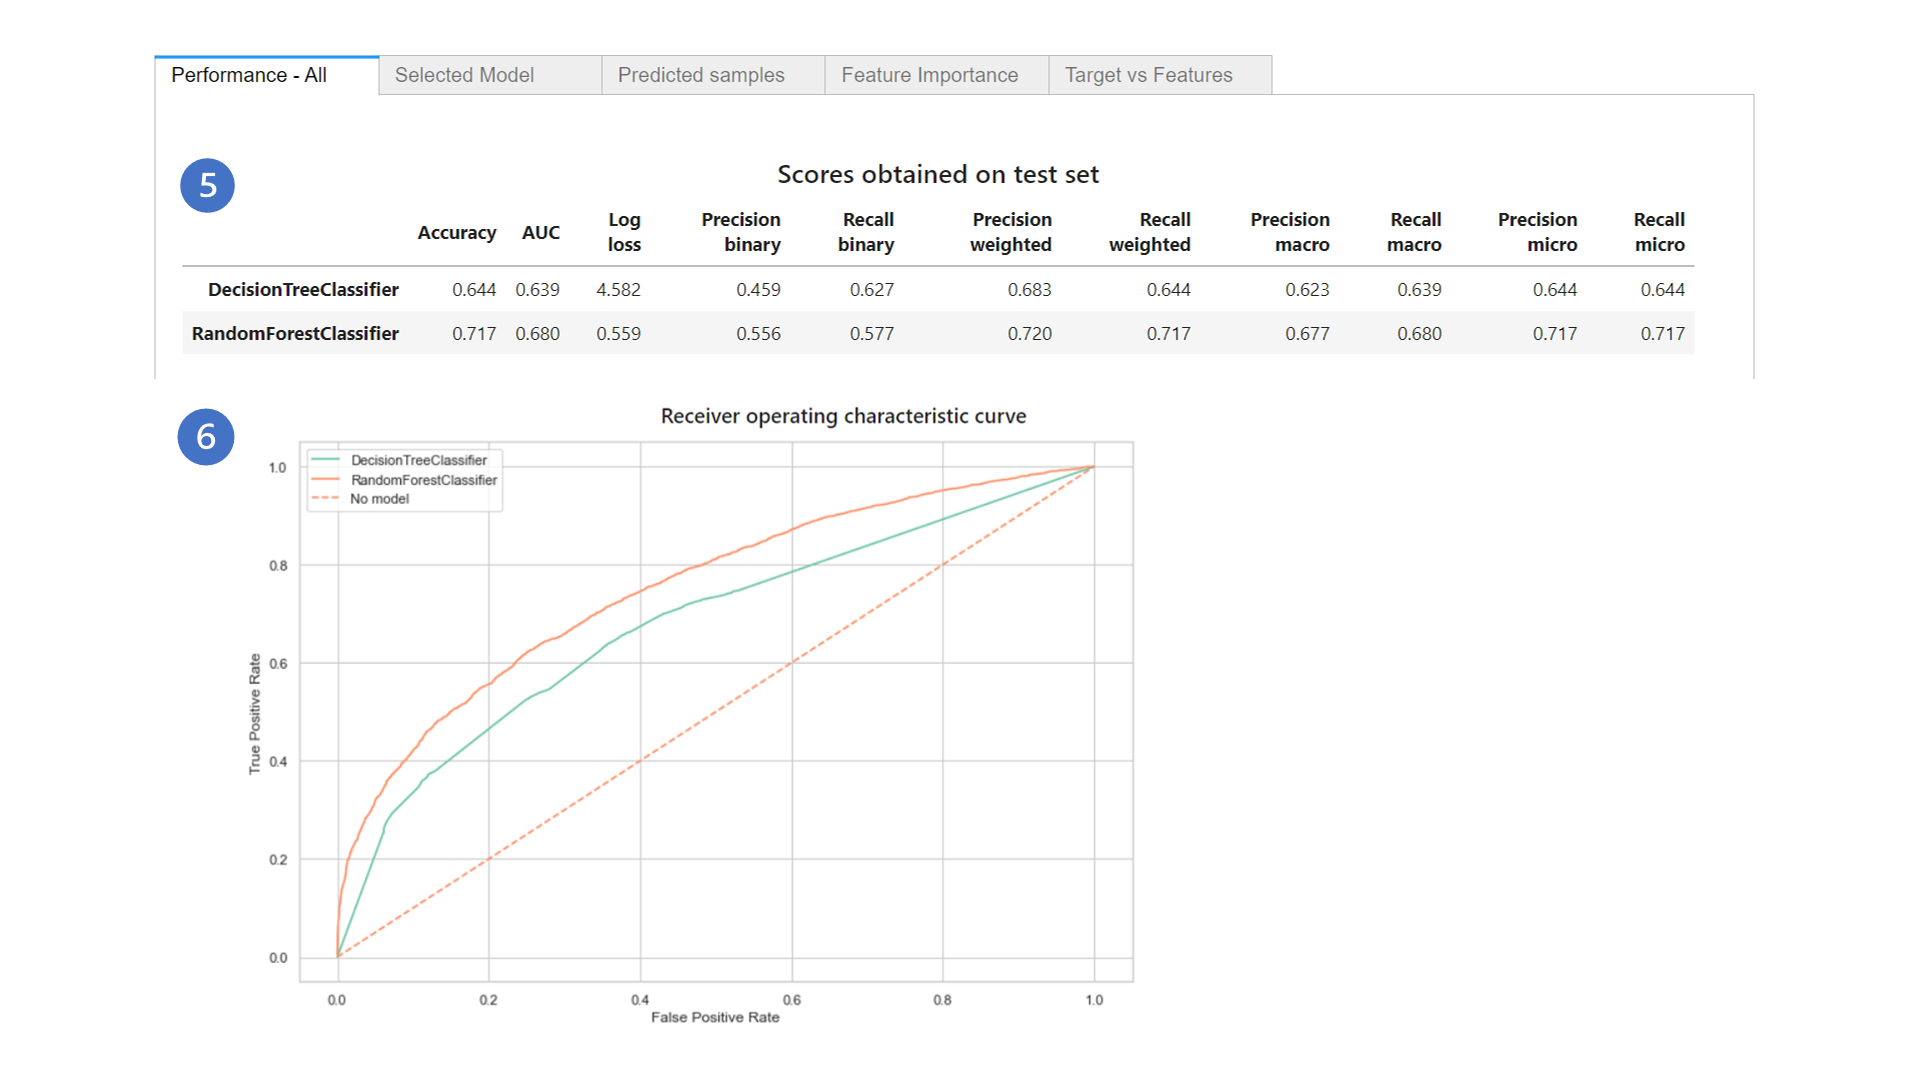 Performance - All Selected Model Predicted samples Feature Importance Target vs Features
5
Scores obtained on test set
Accuracy AUC Log loss Precision binary Recall binary Precision weighted Recall weighted Precision macro Recall macro Precision micro Recall micro
DecisionTreeClassifier 0.644 0.639 4.582 0.459 0.627 0.683 0.644 0.623 0.639 0.644 0.644
RandomForestClassifier 0.717 0.680 0.559 0.556 0.577 0.720 0.717 0.677 0.680 0.717 0.717
6
Receiver operating characteristic curve
DecisionTreeClassifier
RandomForestClassifier
No model
1.0
0.8
0.6
0.4
0.2
0.0
True Positive Rate
0.0 0.2 0.4 0.6 0.8 1.0
False Positive Rate